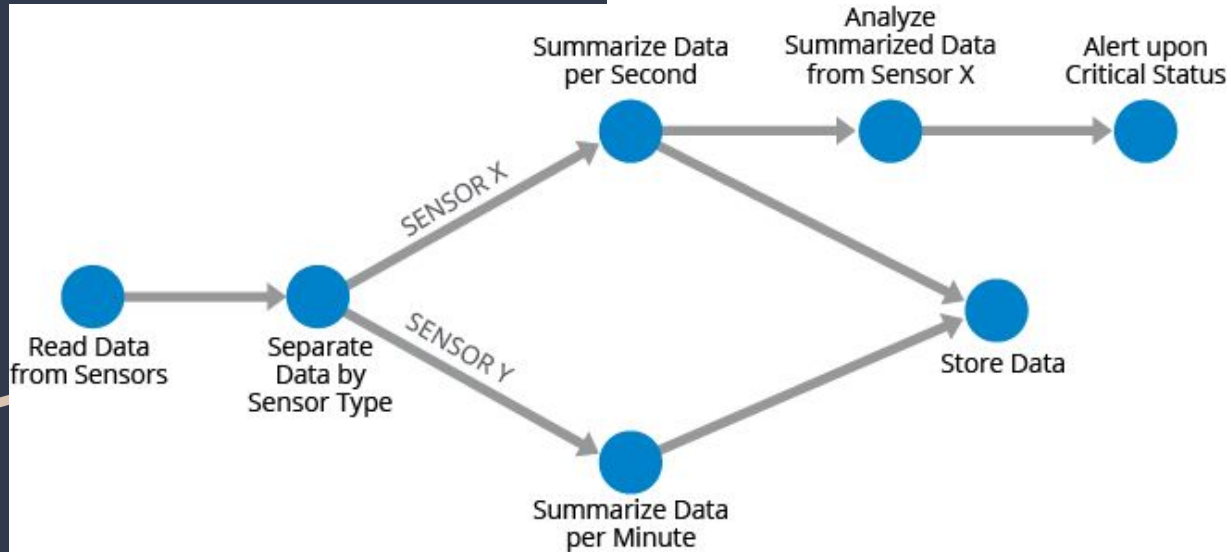 Analyze
Summarized Data
from Sensor X
Summarize Data
per Second
Alert upon
Critical Status
SENSOR X
Read Data
from Sensors
Separate
Data by
Sensor Type
SENSOR Y
Store Data
Summarize Data
per Minute